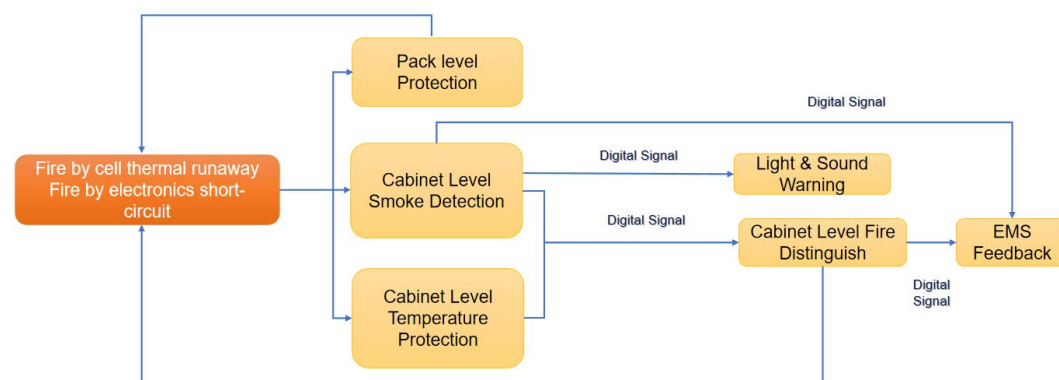 Pack level
Protection
Digital Signal
Fire by cell thermal runaway
Fire by electronics short-
circuit
Cabinet Level
Smoke Detection
Digital Signal
Light & Sound
Warning
Digital Signal
Cabinet Level Fire
Distinguish
EMS
Feedback
Digital
Signal
Cabinet Level
Temperature
Protection